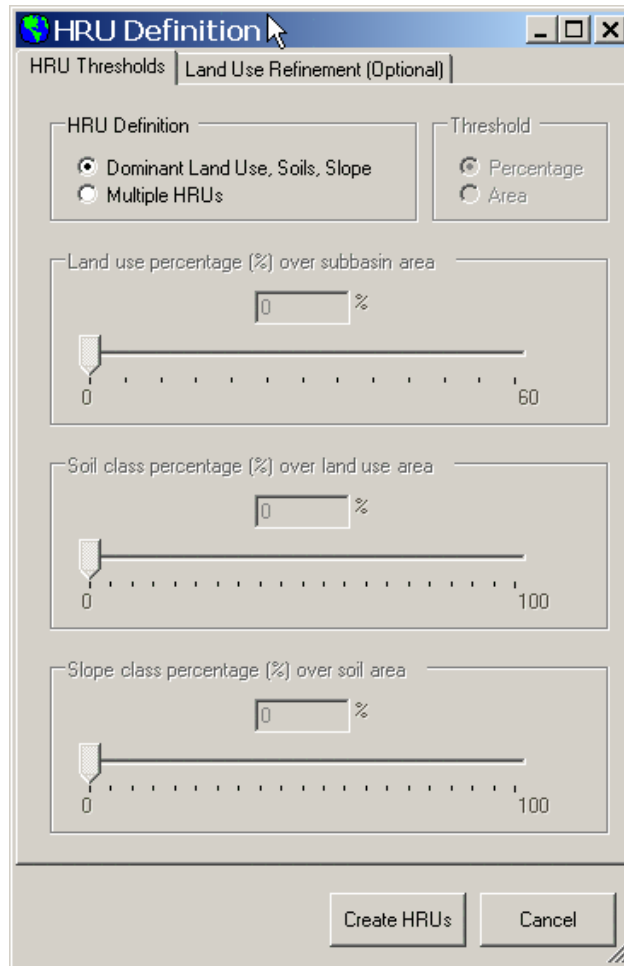 HRU Definition
HRU Thresholds Land Use Refinement (Optional)
HRU Definition Threshold
Dominant Land Use, Soils, Slope Percentage
Multiple HRUs Area
Land use percentage (%) over subbasin area
0 %
0 60
Soil class percentage (%) over land use area
0 %
0 100
Slope class percentage (%) over soil area
0 %
0 100
Create HRUs Cancel